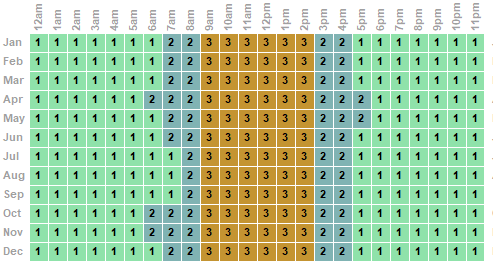 12am 1am 2am 3am 4am 5am 6am 7am 8am 9am 10am 11am 12pm 1pm 2pm 3pm 4pm 5pm 6pm 7pm 8pm 9pm 10pm 11pm
Jan 1 1 1 1 1 1 1 2 2 3 3 3 3 3 3 2 2 1 1 1 1 1 1 1
Feb 1 1 1 1 1 1 1 2 2 3 3 3 3 3 3 2 2 1 1 1 1 1 1 1
Mar 1 1 1 1 1 1 1 2 2 3 3 3 3 3 3 2 2 1 1 1 1 1 1 1
Apr 1 1 1 1 1 1 2 2 2 3 3 3 3 3 3 2 2 2 1 1 1 1 1 1
May 1 1 1 1 1 1 2 2 2 3 3 3 3 3 3 2 2 2 1 1 1 1 1 1
Jun 1 1 1 1 1 1 1 2 2 3 3 3 3 3 3 2 2 1 1 1 1 1 1 1
Jul 1 1 1 1 1 1 1 1 2 3 3 3 3 3 3 2 2 1 1 1 1 1 1 1
Aug 1 1 1 1 1 1 1 1 2 3 3 3 3 3 3 2 2 1 1 1 1 1 1 1
Sep 1 1 1 1 1 1 1 1 2 3 3 3 3 3 3 2 2 1 1 1 1 1 1 1
Oct 1 1 1 1 1 1 2 2 2 3 3 3 3 3 3 2 2 1 1 1 1 1 1 1
Nov 1 1 1 1 1 1 2 2 2 3 3 3 3 3 3 2 2 1 1 1 1 1 1 1
Dec 1 1 1 1 1 1 1 2 2 3 3 3 3 3 3 2 2 1 1 1 1 1 1 1